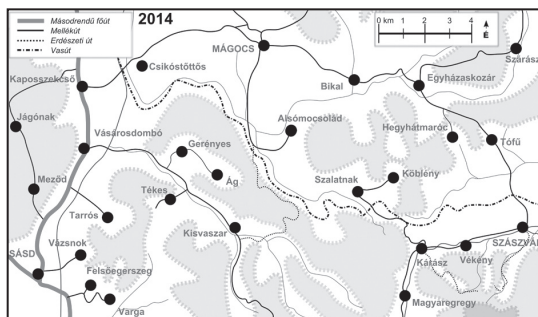 Másodrendű főút
Mellékút
Erdészeti út
Vasút
2014
0 km 1 2 3 4
É
MÁGOCS
Szárász
Csikóstőttős
Kaposszekcső
Bikal
Egyházaskozár
Jágónak
Vásárosdombó
Alsómocsolád
Hegyhátmaróc
Tófű
Gerényes
Meződ
Ág
Tékes
Szalatnak
Köblény
Tarrós
Kisvaszar
Vázsnok
SÁSD
SZÁSZVÁR
Kárász
Vékény
Felsőegerszeg
Varga
Magyaregregy